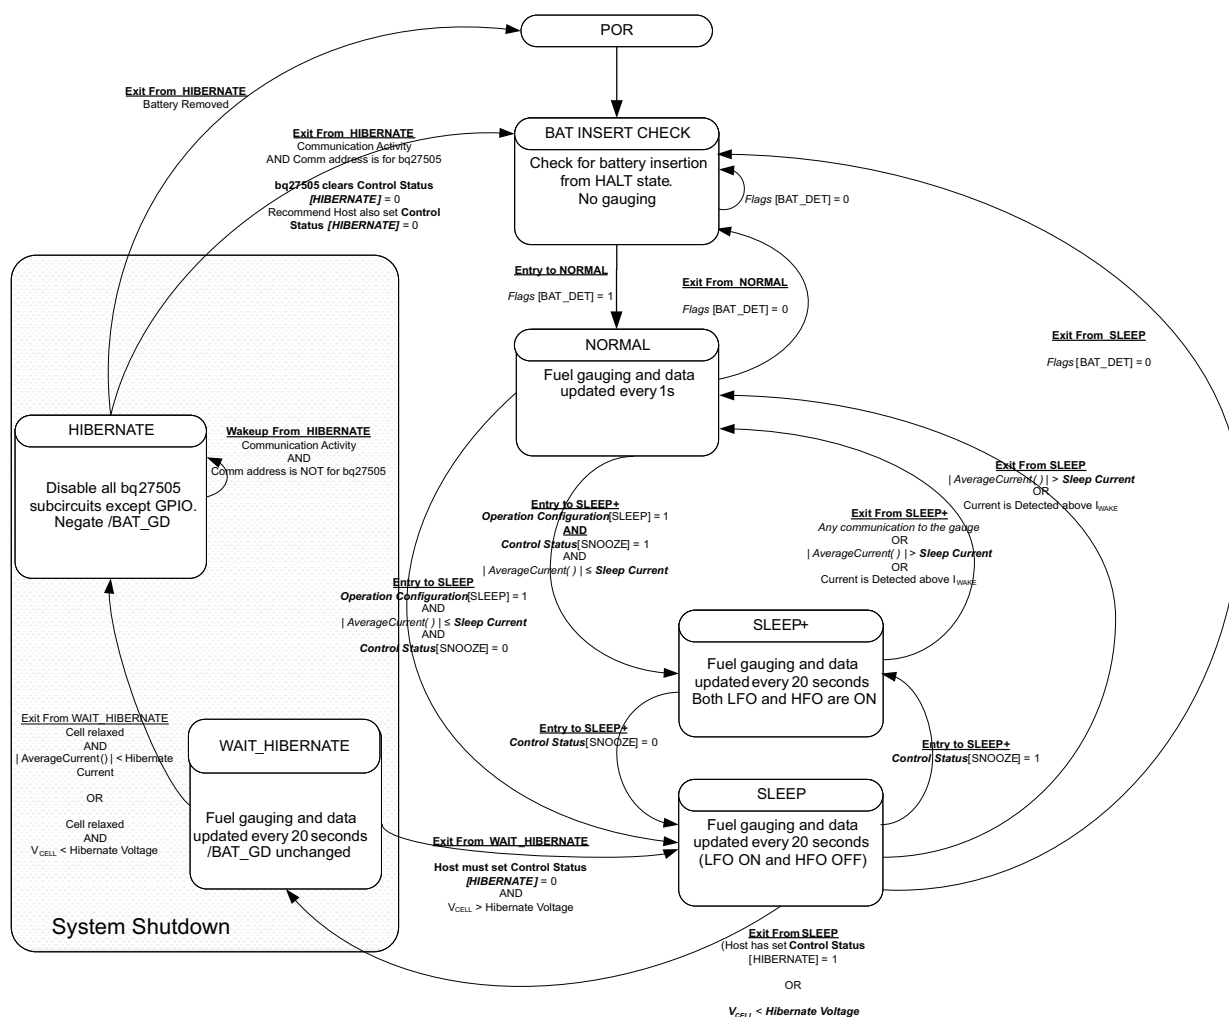 POR
Exit From HIBERNATE
Battery Removed
Exit From HIBERNATE
Communication Activity
AND Comm address is for bq27505
bq27505 clears Control Status
[HIBERNATE] = 0
Recommend Host also set Control
Status [HIBERNATE] = 0
BAT INSERT CHECK
Check for battery insertion
from HALT state.
No gauging
Flags [BAT_DET] = 0
Entry to NORMAL
Flags [BAT_DET] = 1
Exit From NORMAL
Flags [BAT_DET] = 0
Exit From SLEEP
Flags [BAT_DET] = 0
NORMAL
Fuel gauging and data
updated every 1s
HIBERNATE
Disable all bq27505
subcircuits except GPIO.
Negate /BAT_GD
Wakeup From HIBERNATE
Communication Activity
AND
Comm address is NOT for bq27505
Exit From SLEEP
| AverageCurrent( ) | > Sleep Current
OR
Current is Detected above IWAKE
Entry to SLEEP+
Operation Configuration[SLEEP] = 1
AND
Control Status[SNOOZE] = 1
AND
| AverageCurrent( ) | ≤ Sleep Current
Exit From SLEEP+
Any communication to the gauge
OR
| AverageCurrent( ) | > Sleep Current
OR
Current is Detected above IWAKE
Entry to SLEEP
Operation Configuration[SLEEP] = 1
AND
| AverageCurrent( ) | ≤ Sleep Current
AND
Control Status[SNOOZE] = 0
SLEEP+
Fuel gauging and data
updated every 20 seconds
Both LFO and HFO are ON
Entry to SLEEP+
Control Status[SNOOZE] = 0
Entry to SLEEP+
Control Status[SNOOZE] = 1
Exit From WAIT_HIBERNATE
Cell relaxed
AND
| AverageCurrent() | < Hibernate
Current
OR
Cell relaxed
AND
VCELL < Hibernate Voltage
WAIT_HIBERNATE
Fuel gauging and data
updated every 20 seconds
/BAT_GD unchanged
SLEEP
Fuel gauging and data
updated every 20 seconds
(LFO ON and HFO OFF)
Exit From WAIT_HIBERNATE
Host must set Control Status
[HIBERNATE] = 0
AND
VCELL > Hibernate Voltage
System Shutdown
Exit From SLEEP
(Host has set Control Status
[HIBERNATE] = 1
OR
VCELL < Hibernate Voltage